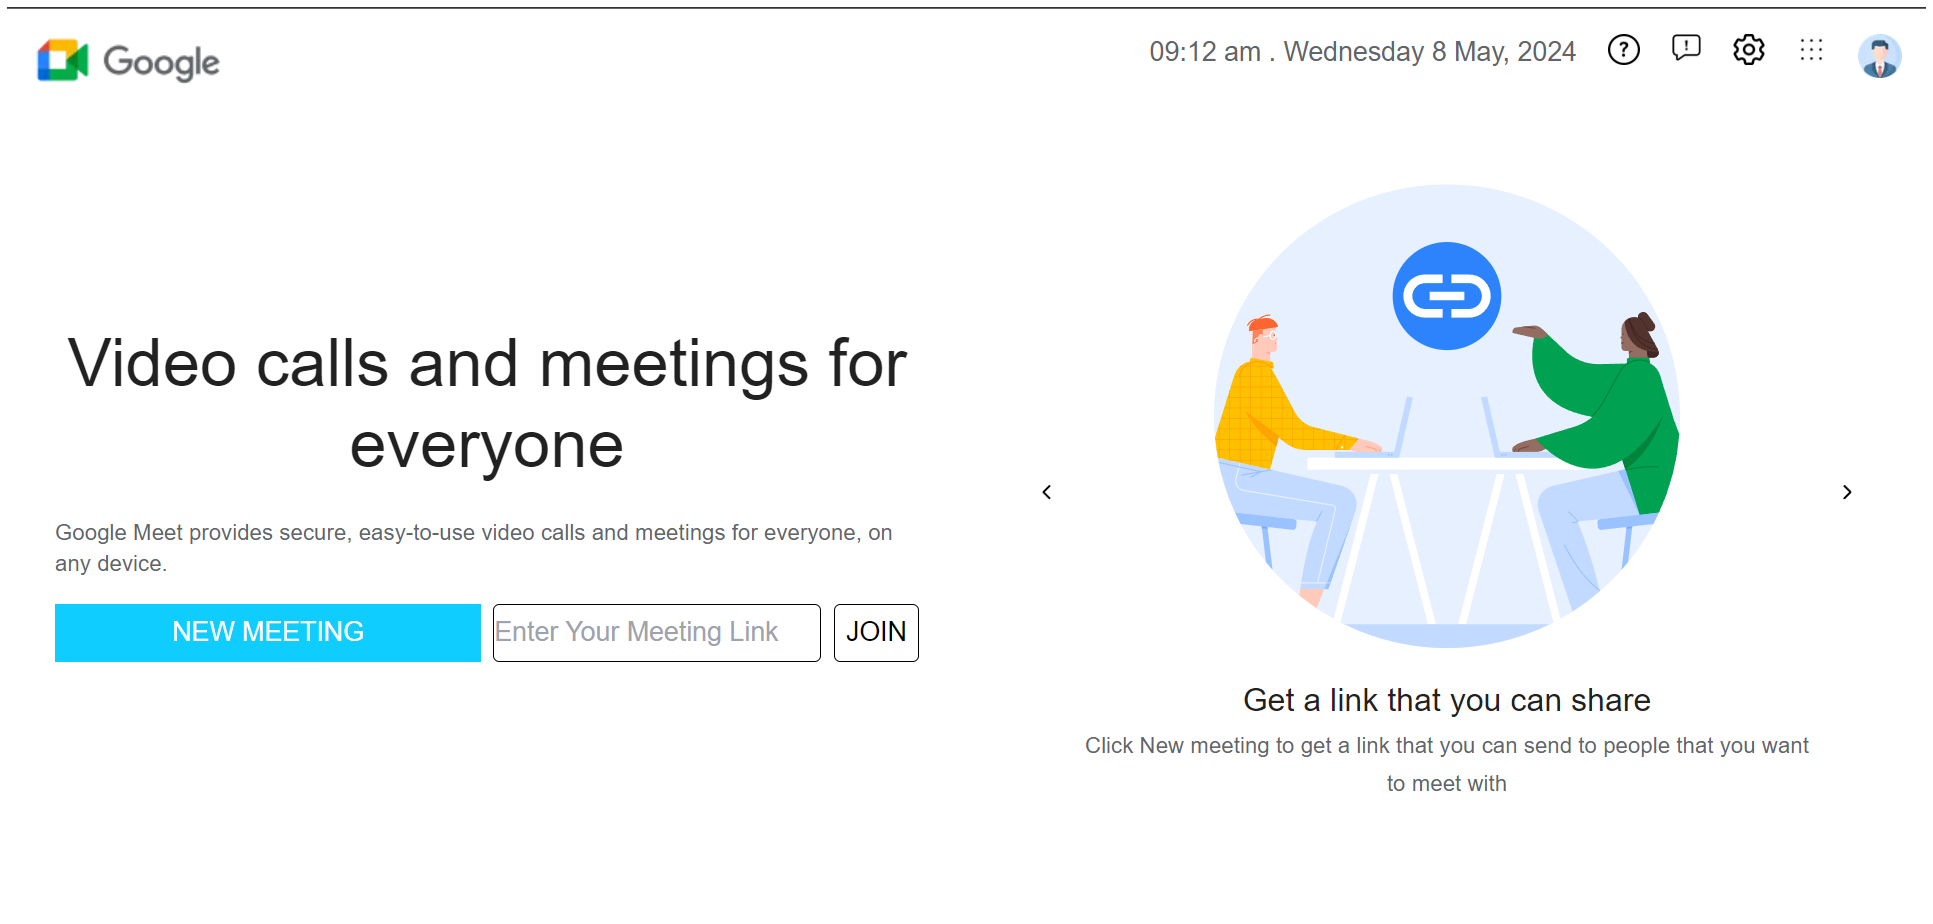 Google
09:12 am . Wednesday 8 May, 2024
Video calls and meetings for
everyone
Google Meet provides secure, easy-to-use video calls and meetings for everyone, on
any device.
NEW MEETING
Enter Your Meeting Link
JOIN
Get a link that you can share
Click New meeting to get a link that you can send to people that you want
to meet with